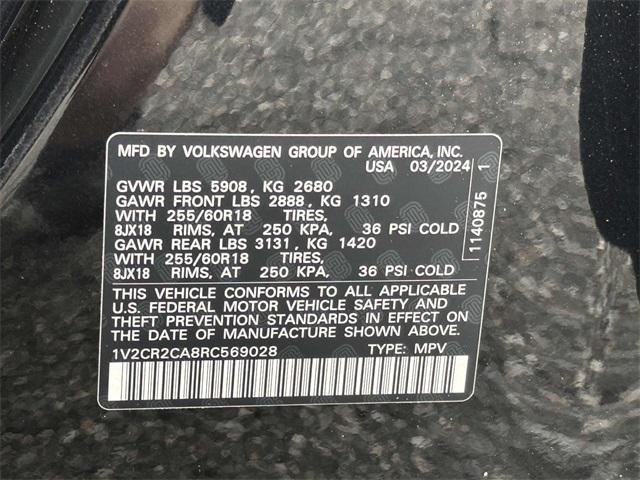 MFD BY VOLKSWAGEN GROUP OF AMERICA, INC.
USA 03/2024
GVWR LBS 5908, KG 2680
GAWR FRONT LBS 2888, KG 1310
WITH 255/60R18 TIRES,
8JX18 RIMS, AT 250 KPA, 36 PSI COLD
GAWR REAR LBS 3131, KG 1420
WITH 255/60R18 TIRES,
8JX18 RIMS, AT 250 KPA, 36 PSI COLD
THIS VEHICLE CONFORMS TO ALL APPLICABLE
U.S. FEDERAL MOTOR VEHICLE SAFETY AND
THEFT PREVENTION STANDARDS IN EFFECT ON
THE DATE OF MANUFACTURE SHOWN ABOVE.
1V2CR2CA8RC569028 TYPE: MPV
1140875 1